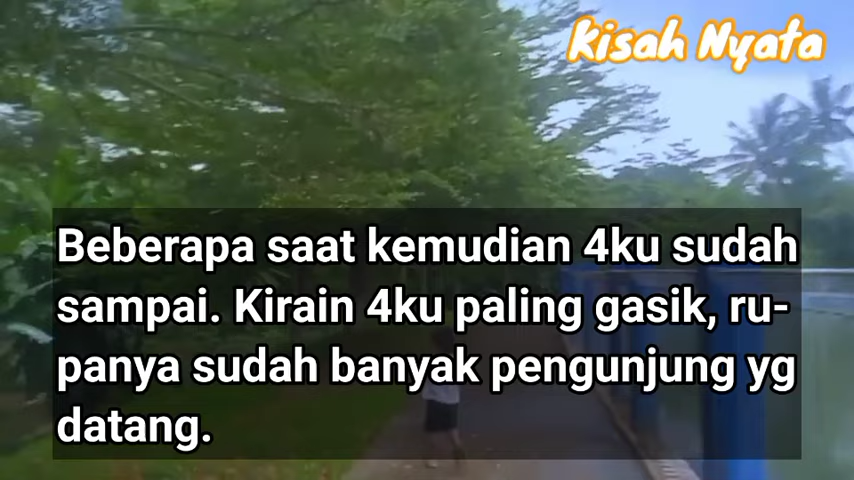 Kisah Nyata
Beberapa saat kemudian 4ku sudah
sampai. Kirain 4ku paling gasik, ru-
panya sudah banyak pengunjung yg
datang.